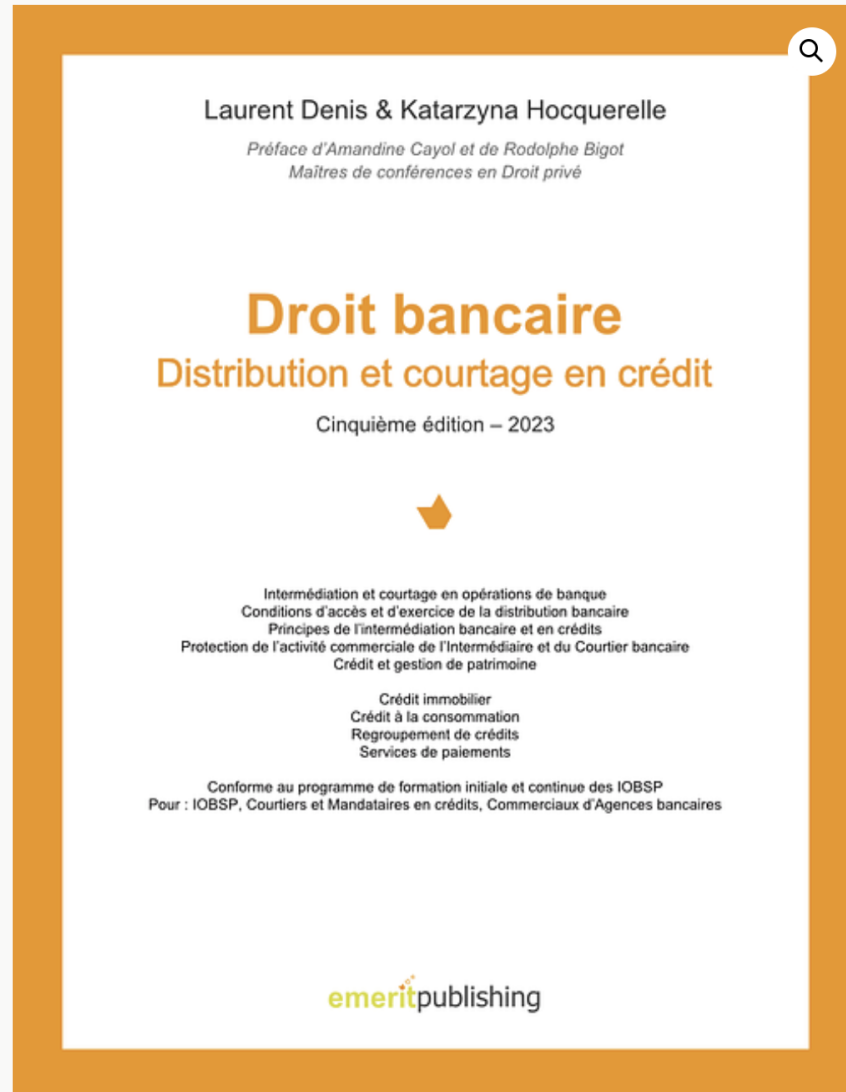 Laurent Denis & Katarzyna Hocquerelle
Préface d'Amandine Cayol et de Rodolphe Bigot
Maîtres de conférences en Droit privé
Droit bancaire
Distribution et courtage en crédit
Cinquième édition – 2023
Intermédiation et courtage en opérations de banque
Conditions d'accès et d'exercice de la distribution bancaire
Principes de l'intermédiation bancaire et en crédits
Protection de l'activité commerciale de l'Intermédiaire et du Courtier bancaire
Crédit et gestion de patrimoine
Crédit immobilier
Crédit à la consommation
Regroupement de crédits
Services de paiements
Conforme au programme de formation initiale et continue des IOBSP
Pour : IOBSP, Courtiers et Mandataires en crédits, Commerciaux d'Agences bancaires
emeritpublishing